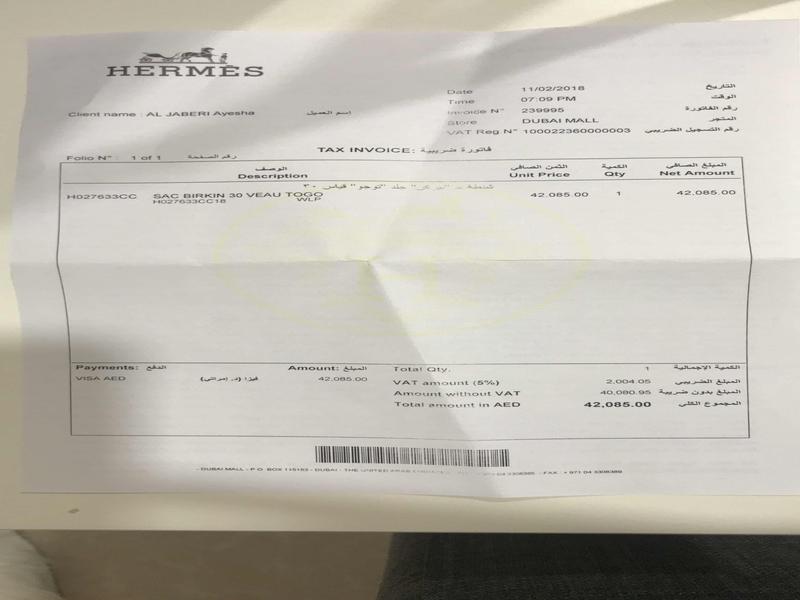 HERMÈS
Date 11/02/2018 التاريخ
Time 07:09 PM الوقت
Client name : AL JABERI Ayesha اسم العميل
Invoice N° 239995 رقم الفاتورة
Store DUBAI MALL المتجر
VAT Reg N° 100022360000003 رقم التسجيل الضريبي
TAX INVOICE: فاتورة ضريبية:
Folio N° : 1 of 1 رقم الصفحة
الوصف الثمن الصافي الكمية المبلغ الصافي
Description Unit Price Qty Net Amount
شنطة - "بيركن" جلد "توجو" قياس ٣٠
H027633CC SAC BIRKIN 30 VEAU TOGO 42,085.00 1 42,085.00
H027633CC18 WLP
Payments: الدفع: Amount: المبلغ: Total Qty. 1 الكمية الإجمالية
VISA AED فيزا (د. إمراتي) 42,085.00
VAT amount (5%) 2,004.05 المبلغ الضريبي
Amount without VAT 40,080.95 المبلغ بدون ضريبة
Total amount in AED 42,085.00 المجموع الكلي
- DUBAI MALL - P O BOX 115183 - DUBAI - THE UNITED ARAB - FAX : + 971 04 3308389